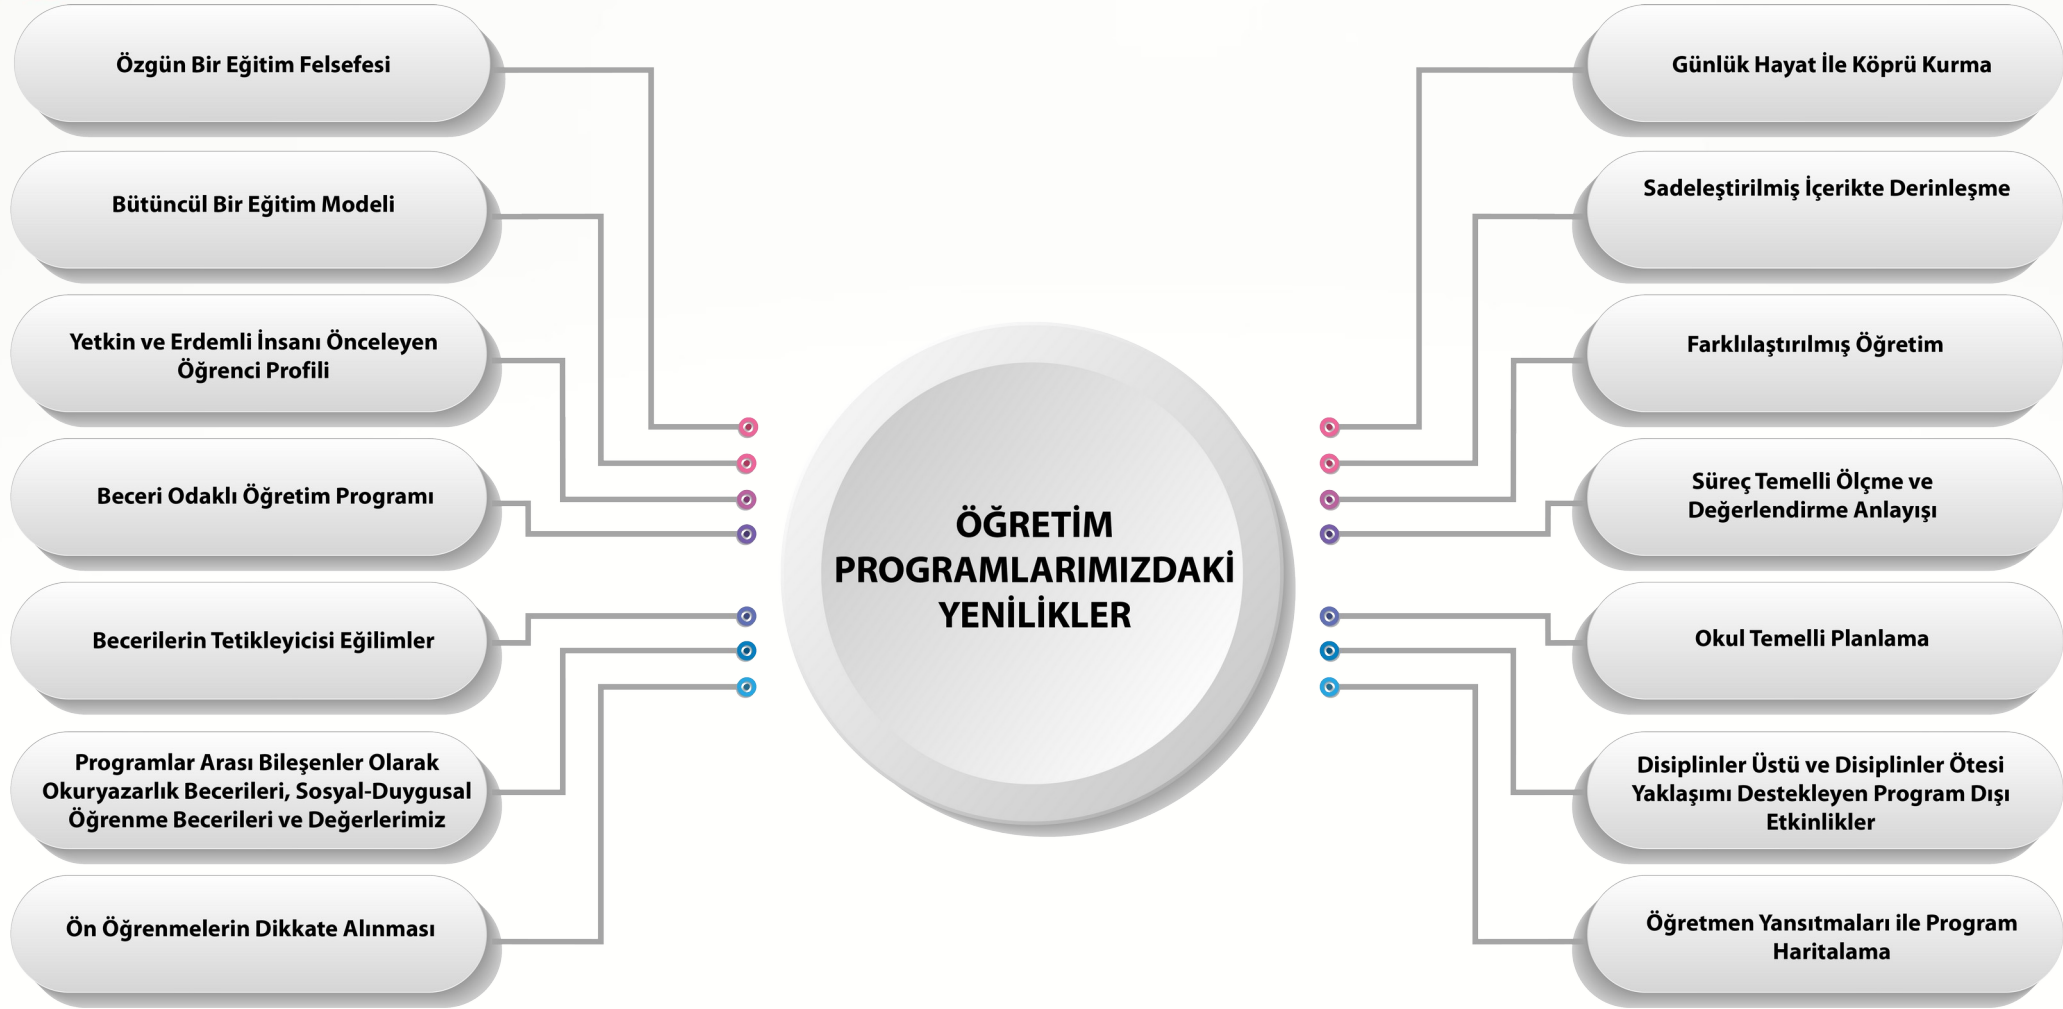 Özgün Bir Eğitim Felsefesi
Bütüncül Bir Eğitim Modeli
Yetkin ve Erdemli İnsanı Önceleyen
Öğrenci Profili
Beceri Odaklı Öğretim Programı
Becerilerin Tetikleyicisi Eğilimler
Programlar Arası Bileşenler Olarak
Okuryazarlık Becerileri, Sosyal-Duygusal
Öğrenme Becerileri ve Değerlerimiz
Ön Öğrenmelerin Dikkate Alınması
ÖĞRETİM
PROGRAMLARIMIZDAKİ
YENİLİKLER
Günlük Hayat İle Köprü Kurma
Sadeleştirilmiş İçerikte Derinleşme
Farklılaştırılmış Öğretim
Süreç Temelli Ölçme ve
Değerlendirme Anlayışı
Okul Temelli Planlama
Disiplinler Üstü ve Disiplinler Ötesi
Yaklaşımı Destekleyen Program Dışı
Etkinlikler
Öğretmen Yansıtmaları ile Program
Haritalama